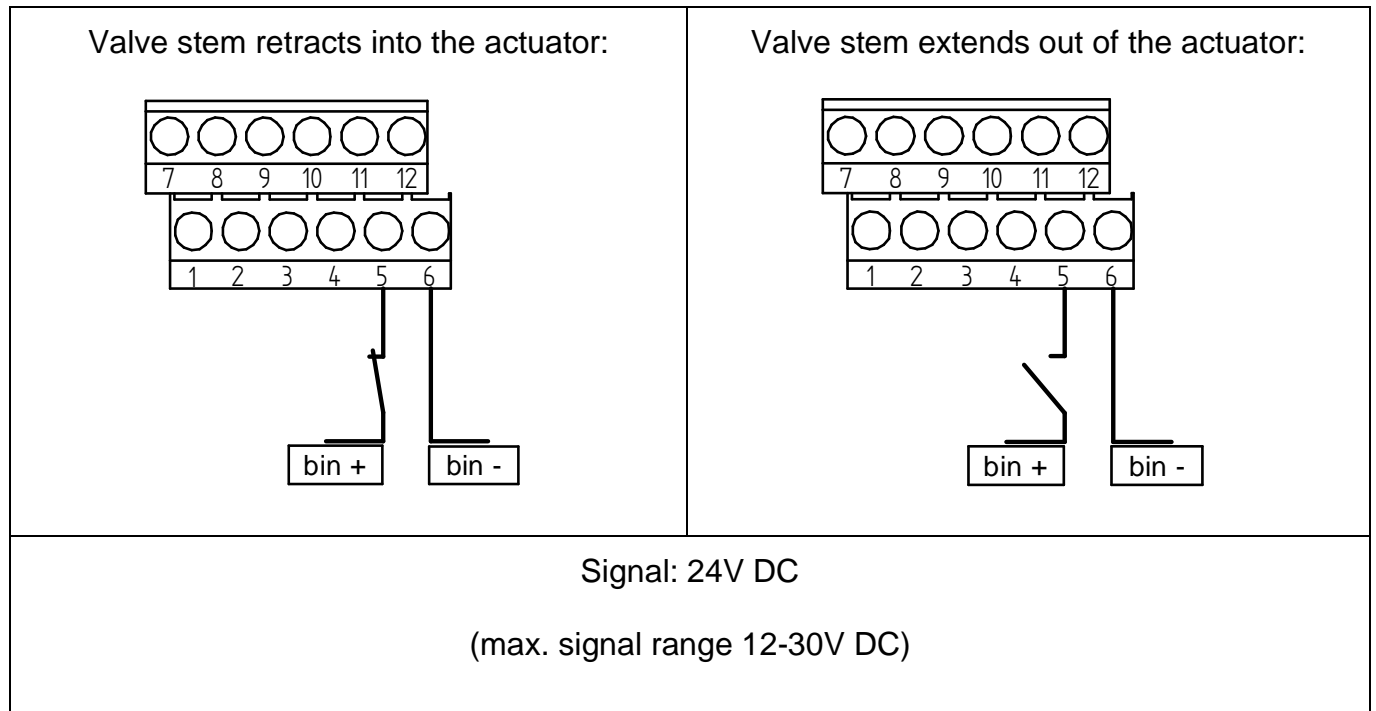 Valve stem retracts into the actuator:
7 8 9 10 11 12
1 2 3 4 5 6
bin + bin -
Valve stem extends out of the actuator:
7 8 9 10 11 12
1 2 3 4 5 6
bin + bin -
Signal: 24V DC
(max. signal range 12-30V DC)